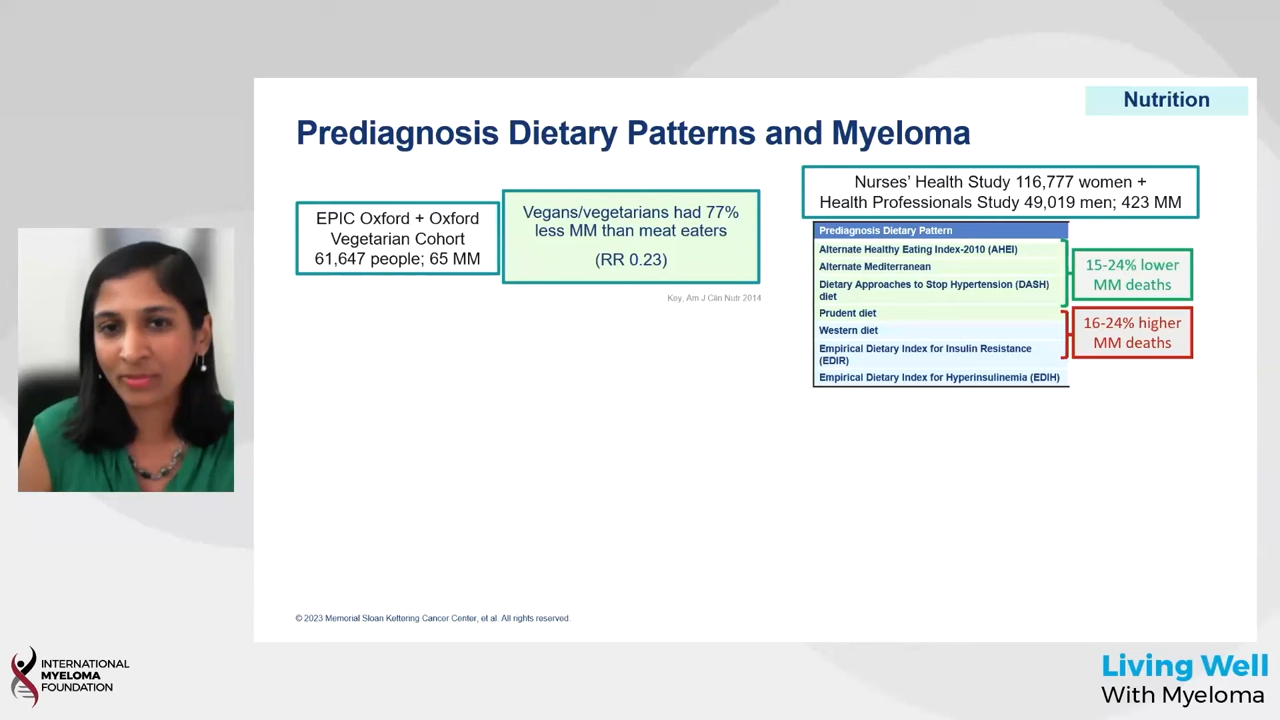 Nutrition
Prediagnosis Dietary Patterns and Myeloma
EPIC Oxford + Oxford
Vegetarian Cohort
61,647 people; 65 MM
Vegans/vegetarians had 77%
less MM than meat eaters
(RR 0.23)
Key, Am J Clin Nutr 2014
Nurses' Health Study 116,777 women +
Health Professionals Study 49,019 men; 423 MM
Prediagnosis Dietary Pattern
Alternate Healthy Eating Index-2010 (AHEI)
Alternate Mediterranean
Dietary Approaches to Stop Hypertension (DASH)
diet
Prudent diet
Western diet
Empirical Dietary Index for Insulin Resistance
(EDIR)
Empirical Dietary Index for Hyperinsulinemia (EDIH)
15-24% lower
MM deaths
16-24% higher
MM deaths
© 2023 Memorial Sloan Kettering Cancer Center, et al. All rights reserved.
INTERNATIONAL
MYELOMA
FOUNDATION
Living Well
With Myeloma